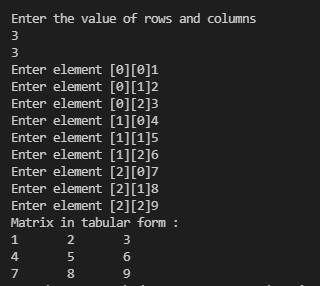 Enter the value of rows and columns
3
3
Enter element [0][0]1
Enter element [0][1]2
Enter element [0][2]3
Enter element [1][0]4
Enter element [1][1]5
Enter element [1][2]6
Enter element [2][0]7
Enter element [2][1]8
Enter element [2][2]9
Matrix in tabular form :
1 2 3
4 5 6
7 8 9